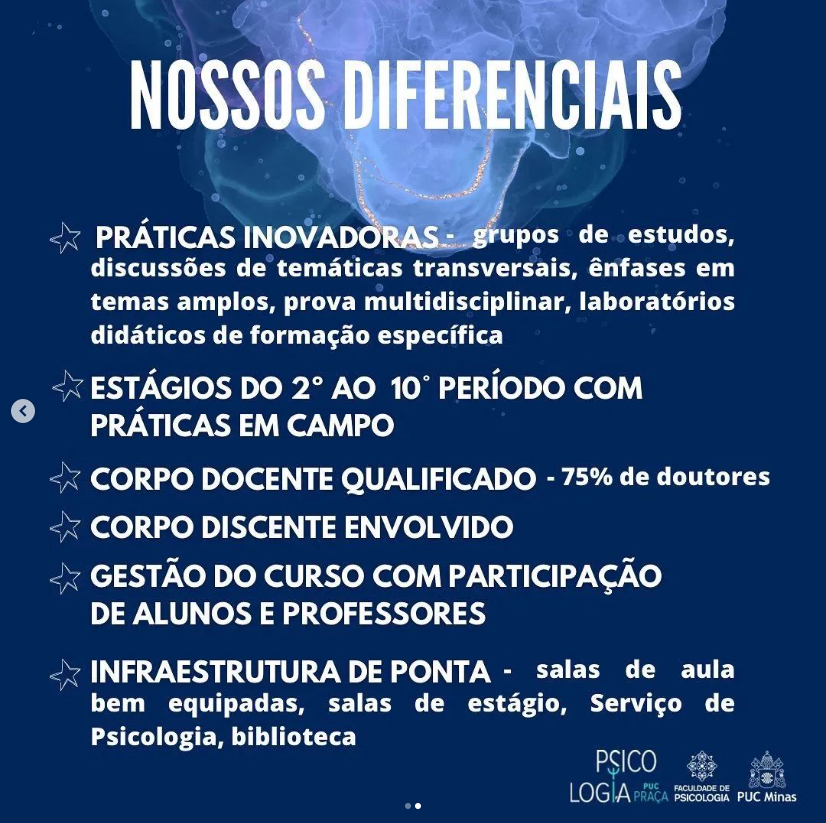 NOSSOS DIFERENCIAIS
PRÁTICAS INOVADORAS - grupos de estudos,
discussões de temáticas transversais, ênfases em
temas amplos, prova multidisciplinar, laboratórios
didáticos de formação específica
ESTÁGIOS DO 2º AO 10° PERÍODO COM
PRÁTICAS EM CAMPO
CORPO DOCENTE QUALIFICADO - 75% de doutores
CORPO DISCENTE ENVOLVIDO
GESTÃO DO CURSO COM PARTICIPAÇÃO
DE ALUNOS E PROFESSORES
INFRAESTRUTURA DE PONTA - salas de aula
bem equipadas, salas de estágio, Serviço de
Psicologia, biblioteca
PSICO
LOGIA PUC PRAÇA
FACULDADE DE
PSICOLOGIA
PUC Minas